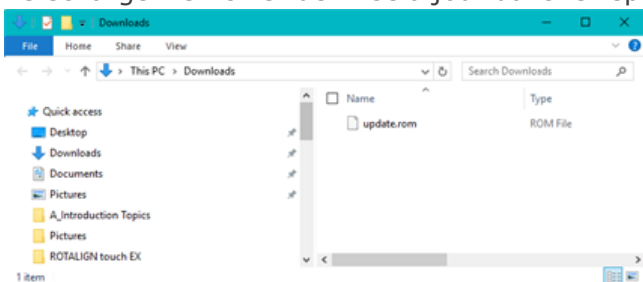 Downloads
File Home Share View
This PC > Downloads
Search Downloads
Quick access
Desktop
Downloads
Documents
Pictures
A_Introduction Topics
Pictures
ROTALIGN touch EX
Name Type
update.rom ROM File
1 item